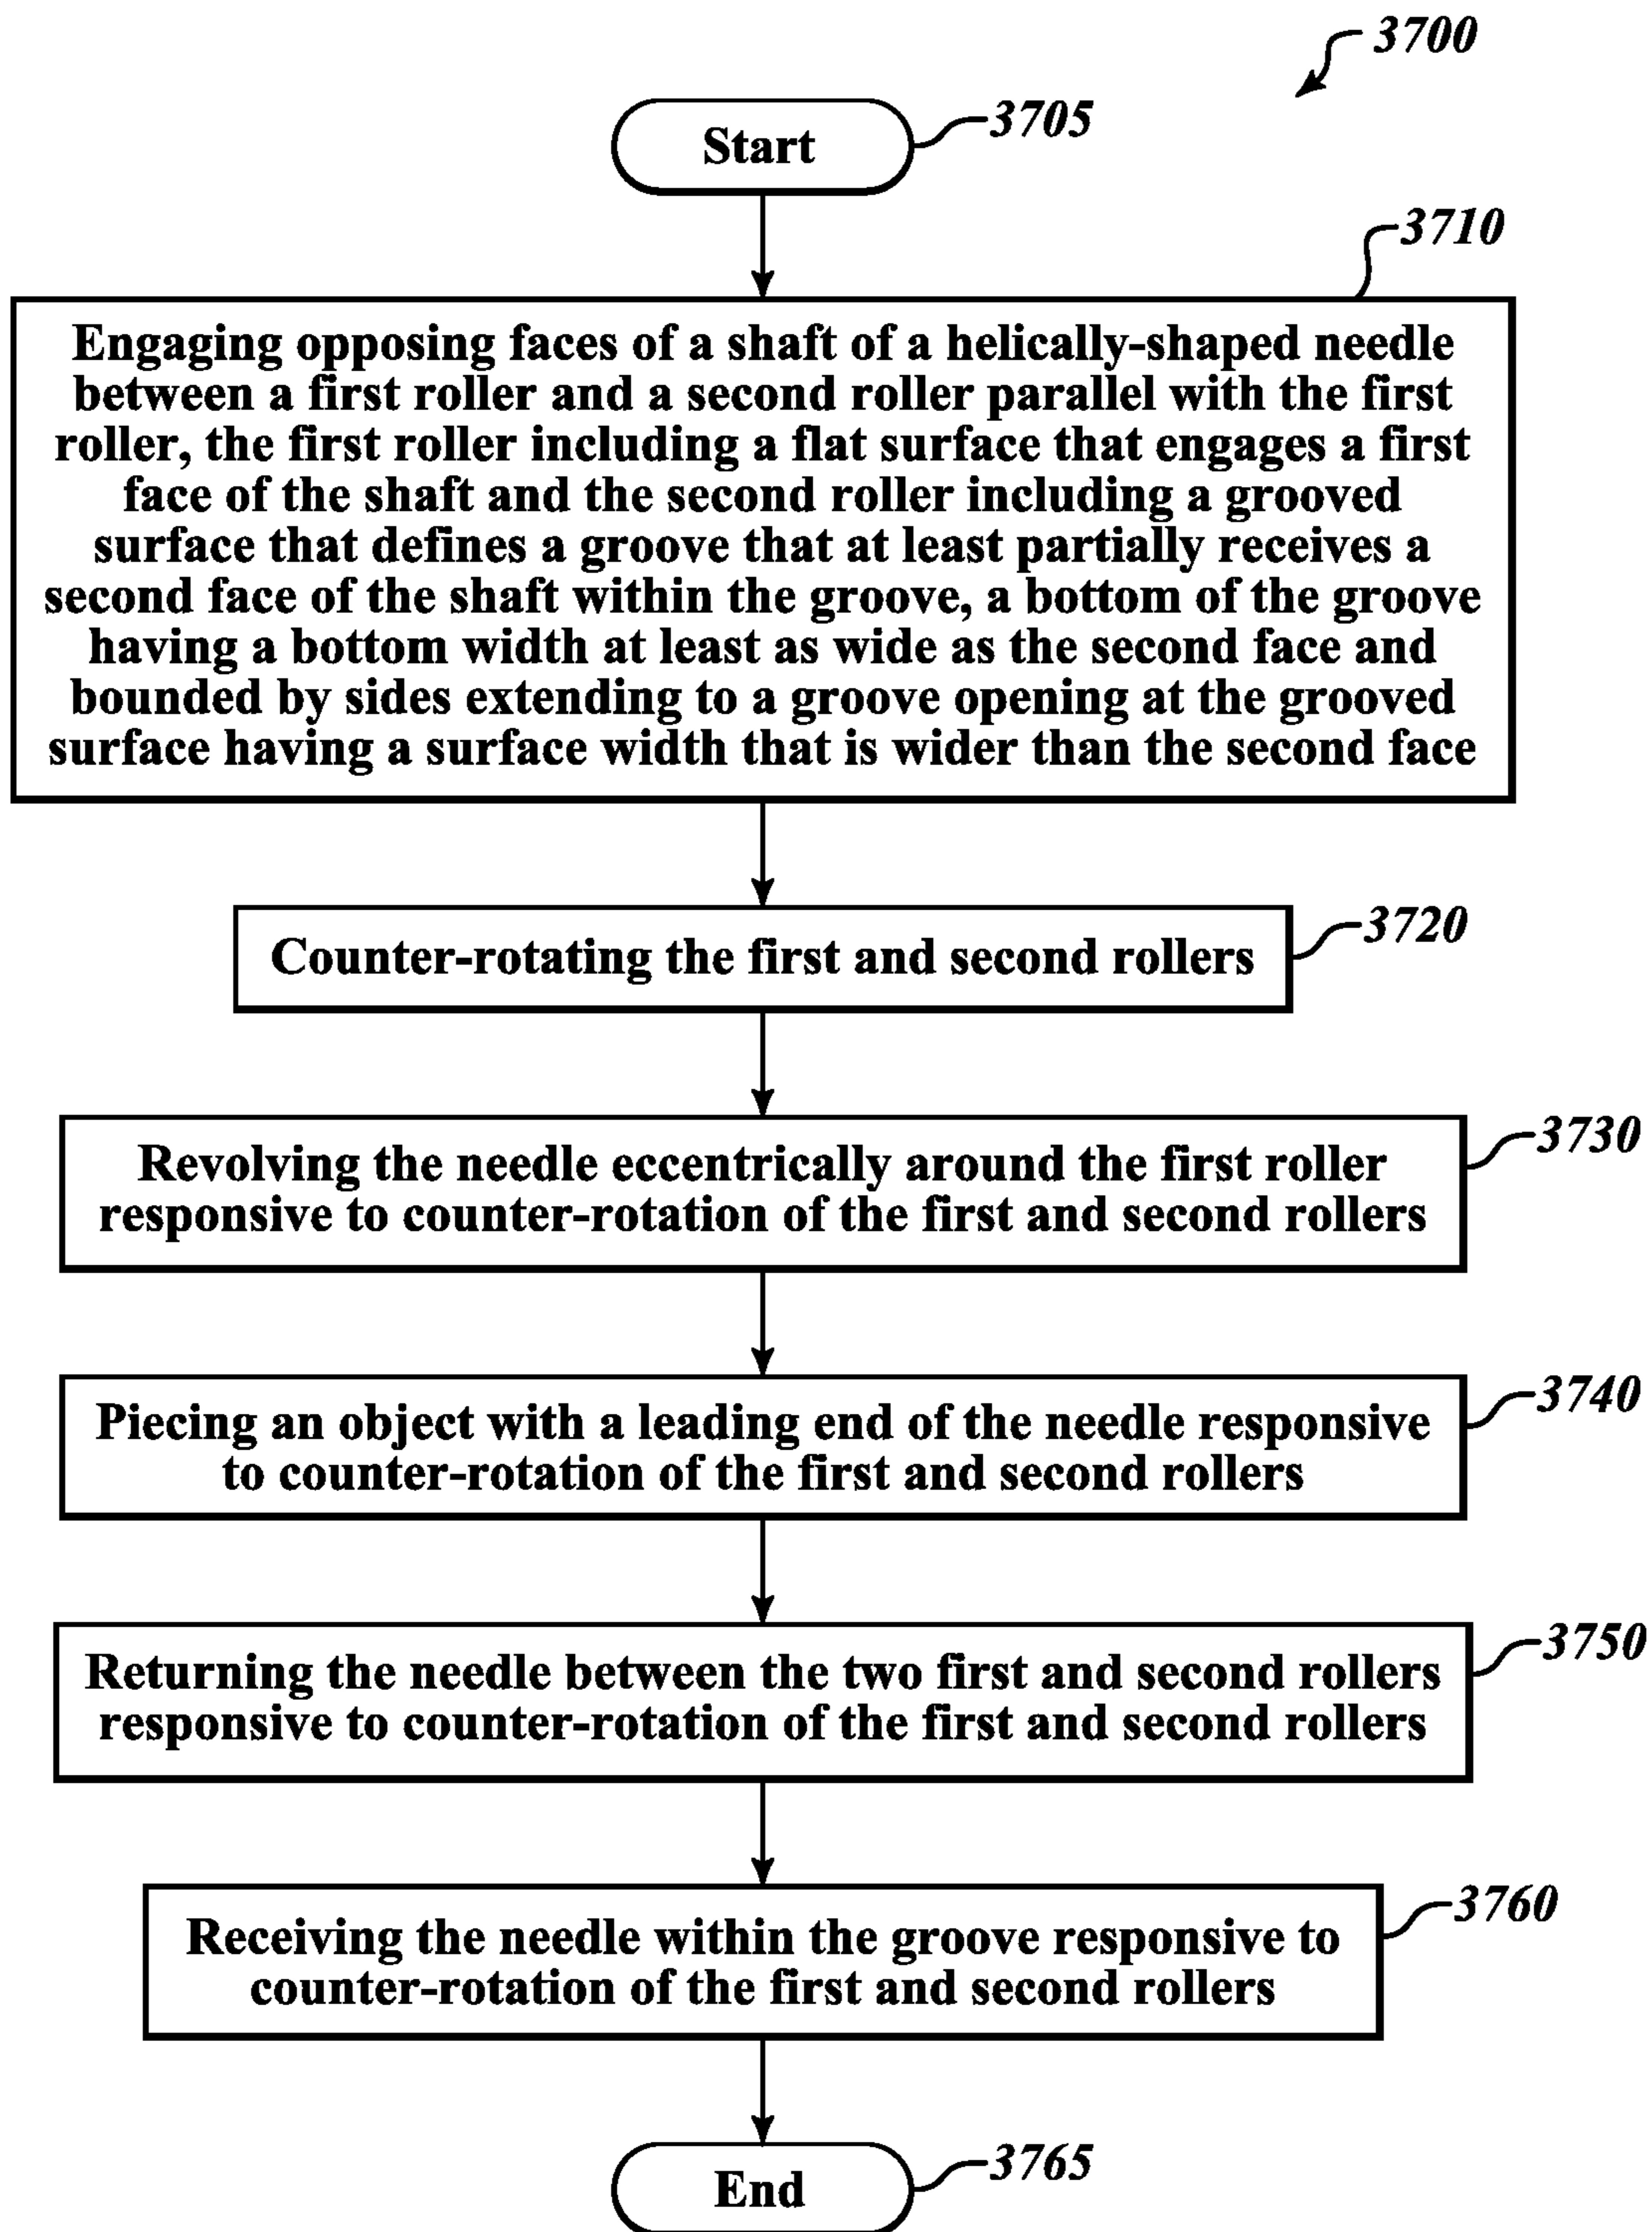 3700
Start
3705
3710
Engaging opposing faces of a shaft of a helically-shaped needle
between a first roller and a second roller parallel with the first
roller, the first roller including a flat surface that engages a first
face of the shaft and the second roller including a grooved
surface that defines a groove that at least partially receives a
second face of the shaft within the groove, a bottom of the groove
having a bottom width at least as wide as the second face and
bounded by sides extending to a groove opening at the grooved
surface having a surface width that is wider than the second face
3720
Counter-rotating the first and second rollers
3730
Revolving the needle eccentrically around the first roller
responsive to counter-rotation of the first and second rollers
3740
Piecing an object with a leading end of the needle responsive
to counter-rotation of the first and second rollers
3750
Returning the needle between the two first and second rollers
responsive to counter-rotation of the first and second rollers
3760
Receiving the needle within the groove responsive to
counter-rotation of the first and second rollers
3765
End